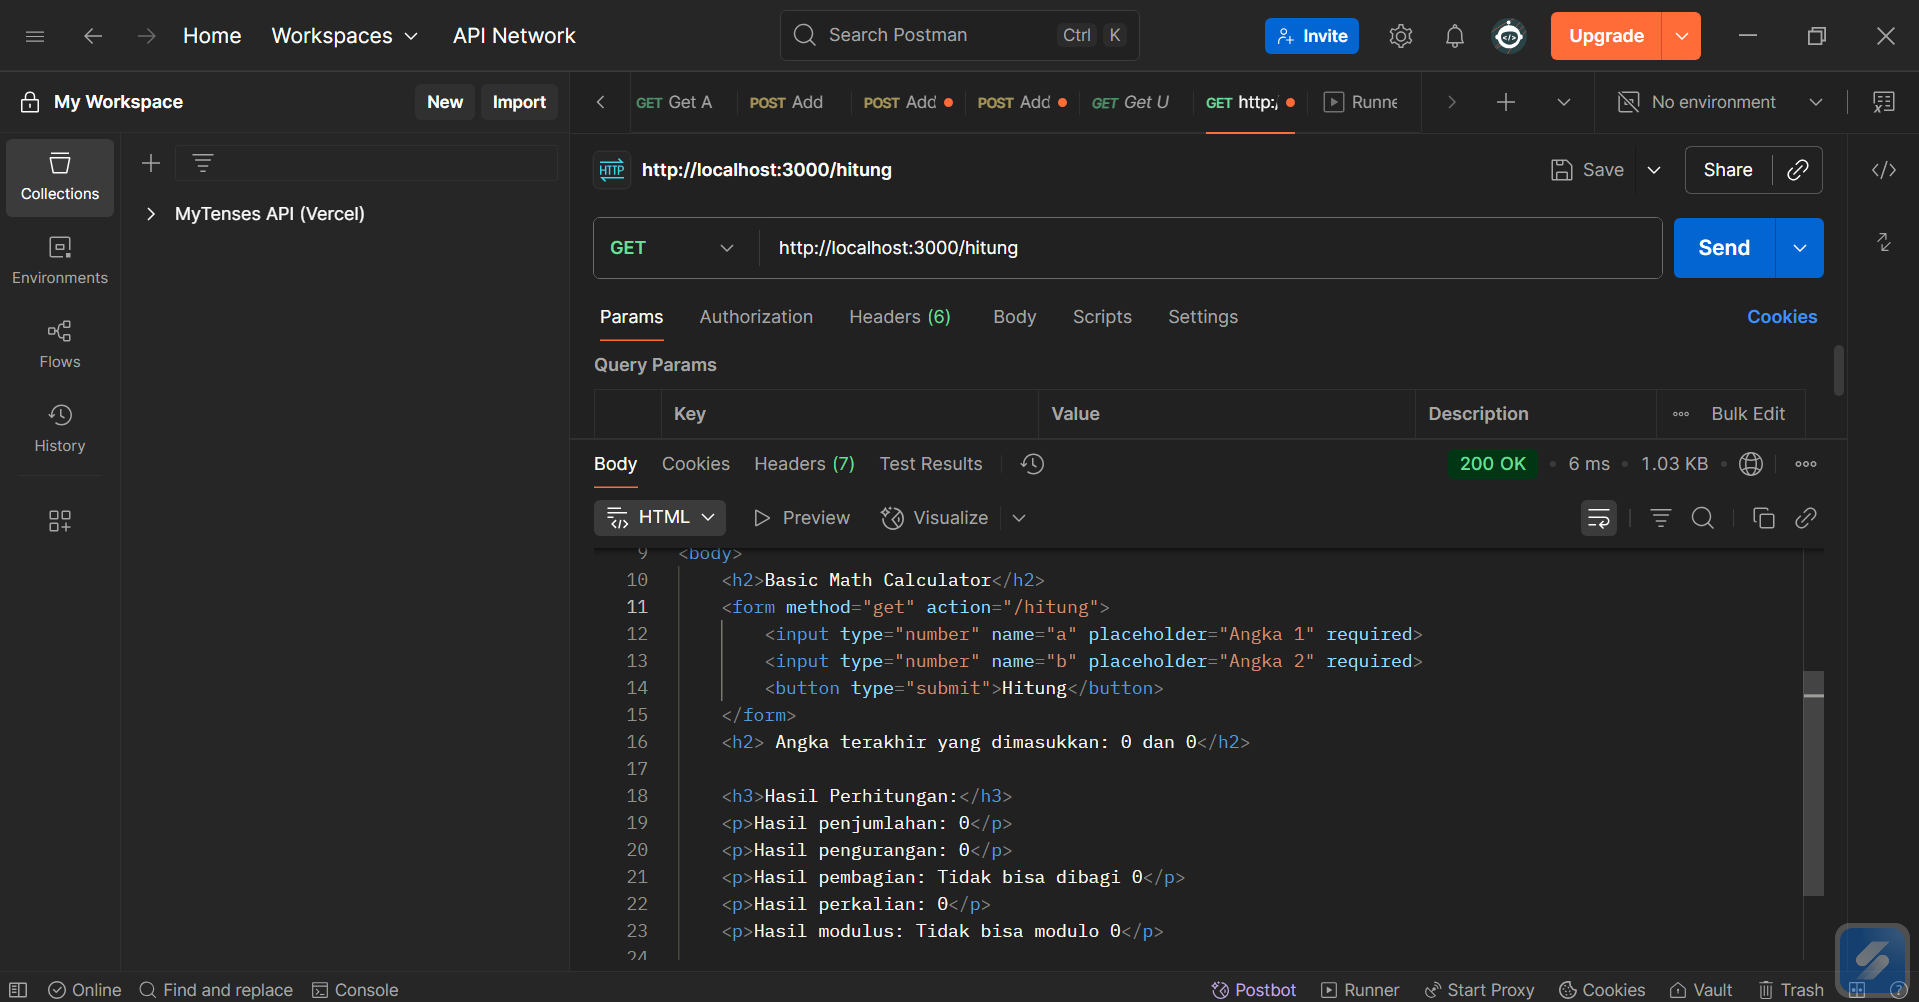 Home Workspaces API Network Search Postman Ctrl K Invite Upgrade
My Workspace New Import GET Get A POST Add POST Add POST Add GET Get U GET http:/ Runne No environment
Collections
Environments
Flows
History
MyTenses API (Vercel)
HTTP http://localhost:3000/hitung Save Share
GET http://localhost:3000/hitung Send
Params Authorization Headers (6) Body Scripts Settings Cookies
Query Params
Key Value Description Bulk Edit
Body Cookies Headers (7) Test Results 200 OK 6 ms 1.03 KB
HTML Preview Visualize
9 <body>
10 <h2>Basic Math Calculator</h2>
11 <form method="get" action="/hitung">
12 <input type="number" name="a" placeholder="Angka 1" required>
13 <input type="number" name="b" placeholder="Angka 2" required>
14 <button type="submit">Hitung</button>
15 </form>
16 <h2> Angka terakhir yang dimasukkan: 0 dan 0</h2>
17
18 <h3>Hasil Perhitungan:</h3>
19 <p>Hasil penjumlahan: 0</p>
20 <p>Hasil pengurangan: 0</p>
21 <p>Hasil pembagian: Tidak bisa dibagi 0</p>
22 <p>Hasil perkalian: 0</p>
23 <p>Hasil modulus: Tidak bisa modulo 0</p>
24
Online Find and replace Console Postbot Runner Start Proxy Cookies Vault Trash